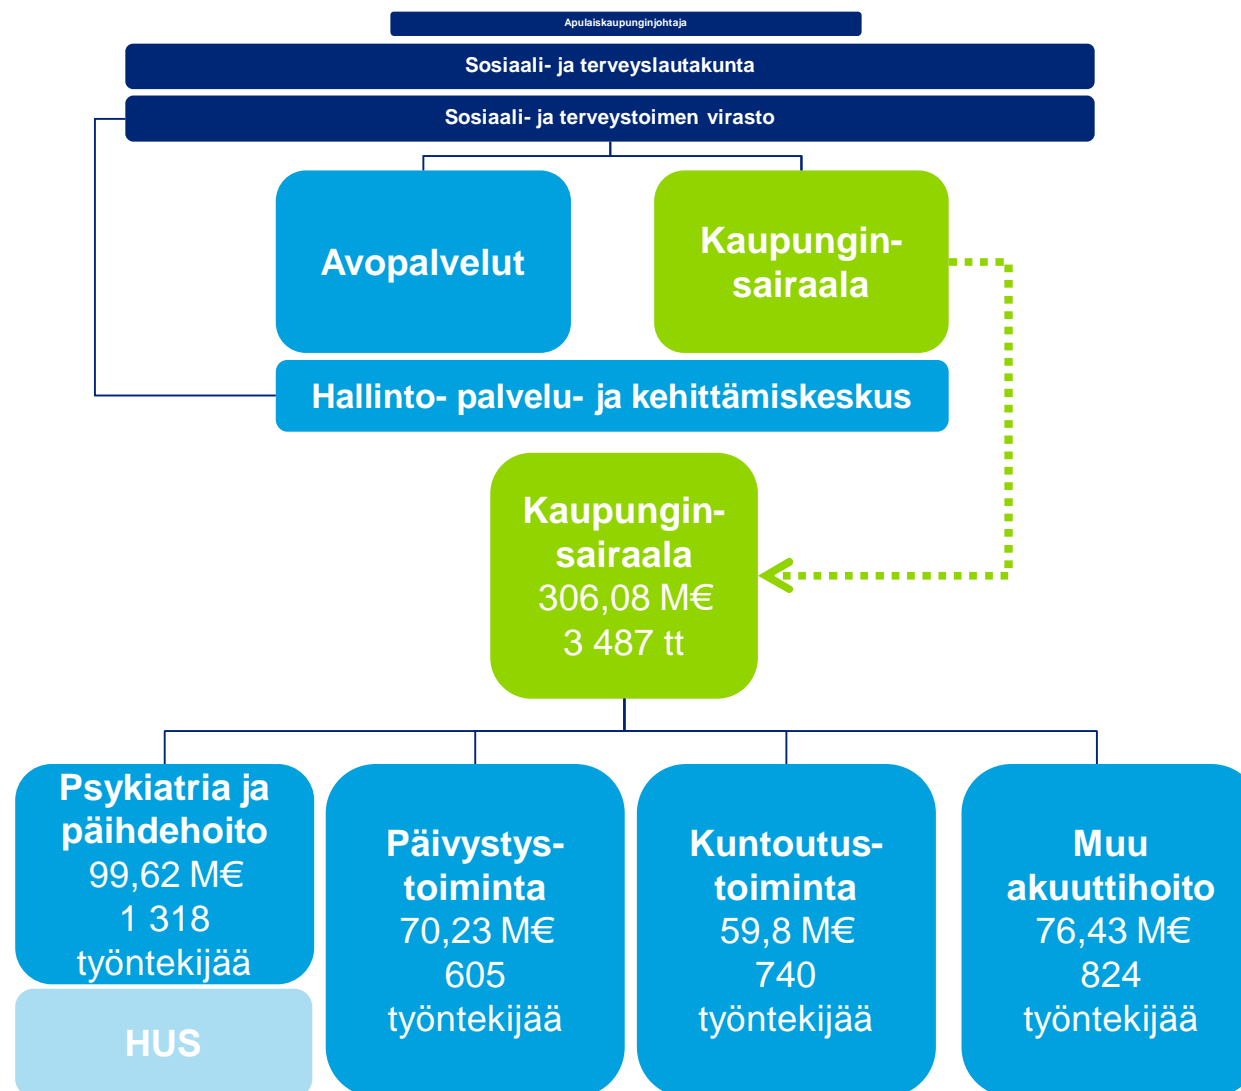 Apulaiskaupunginjohtaja
Sosiaali- ja terveyslautakunta
Sosiaali- ja terveystoimen virasto
Avopalvelut
Kaupungin-
sairaala
Hallinto- palvelu- ja kehittämiskeskus
Kaupungin-
sairaala
306,08 M€
3 487 tt
Psykiatria ja
päihdehoito
99,62 M€
1 318
työntekijää
HUS
Päivystys-
toiminta
70,23 M€
605
työntekijää
Kuntoutus-
toiminta
59,8 M€
740
työntekijää
Muu
akuuttihoito
76,43 M€
824
työntekijää